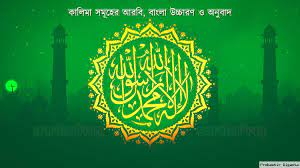 কালিমা সমূহের আরবি, বাংলা উচ্চারণ ও অনুবাদ
لا إله إلا الله محمد رسول الله